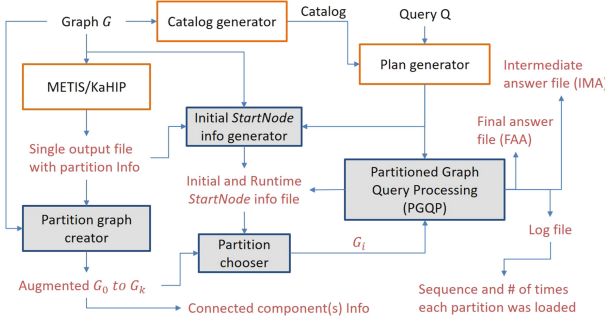 Graph G
Catalog generator
Catalog
Query Q
Plan generator
Intermediate
answer file (IMA)
METIS/KaHIP
Initial StartNode
info generator
Final answer
file (FAA)
Single output file
with partition Info
Initial and Runtime
StartNode info file
Partitioned Graph
Query Processing
(PGQP)
Partition graph
creator
Partition
chooser
G_i
Log file
Augmented G_0 to G_k
Connected component(s) Info
Sequence and # of times
each partition was loaded